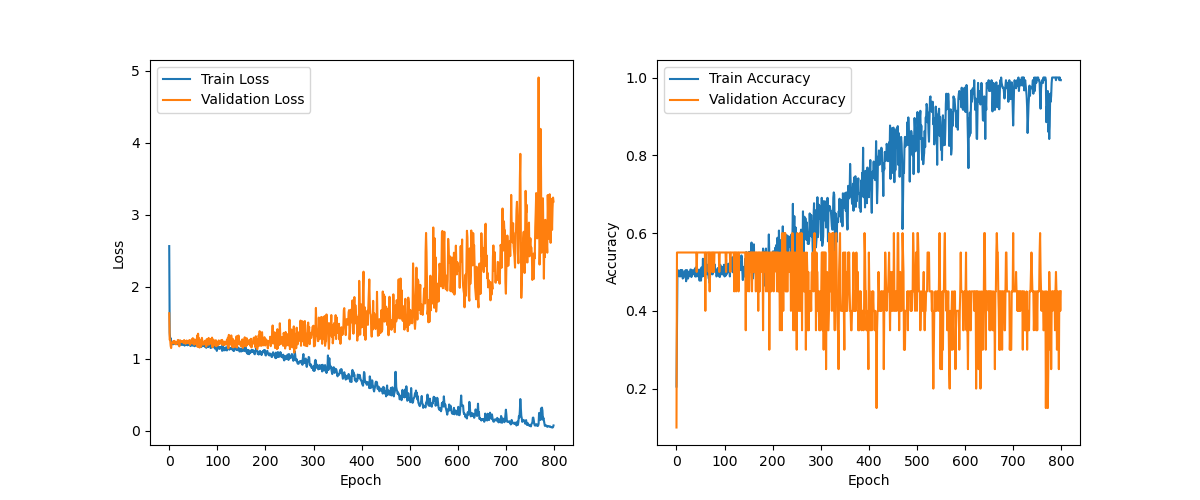 Train Loss
Validation Loss
Loss
5
4
3
2
1
0
0 100 200 300 400 500 600 700 800
Epoch
Train Accuracy
Validation Accuracy
Accuracy
1.0
0.8
0.6
0.4
0.2
0 100 200 300 400 500 600 700 800
Epoch